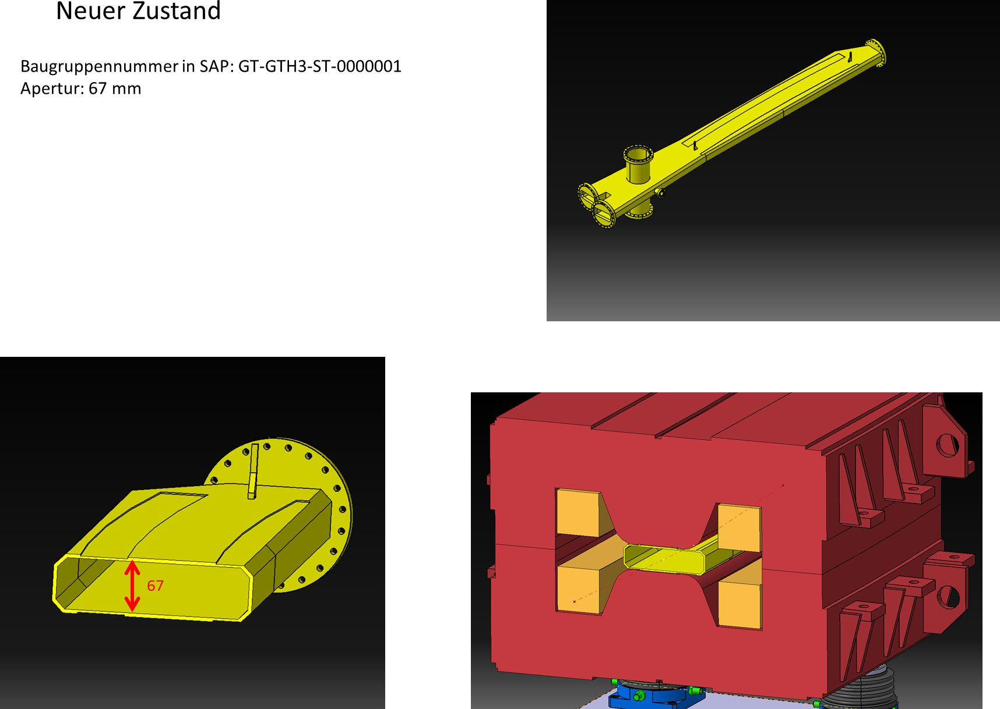 Neuer Zustand
Baugruppennummer in SAP: GT-GTH3-ST-0000001
Apertur: 67 mm
67